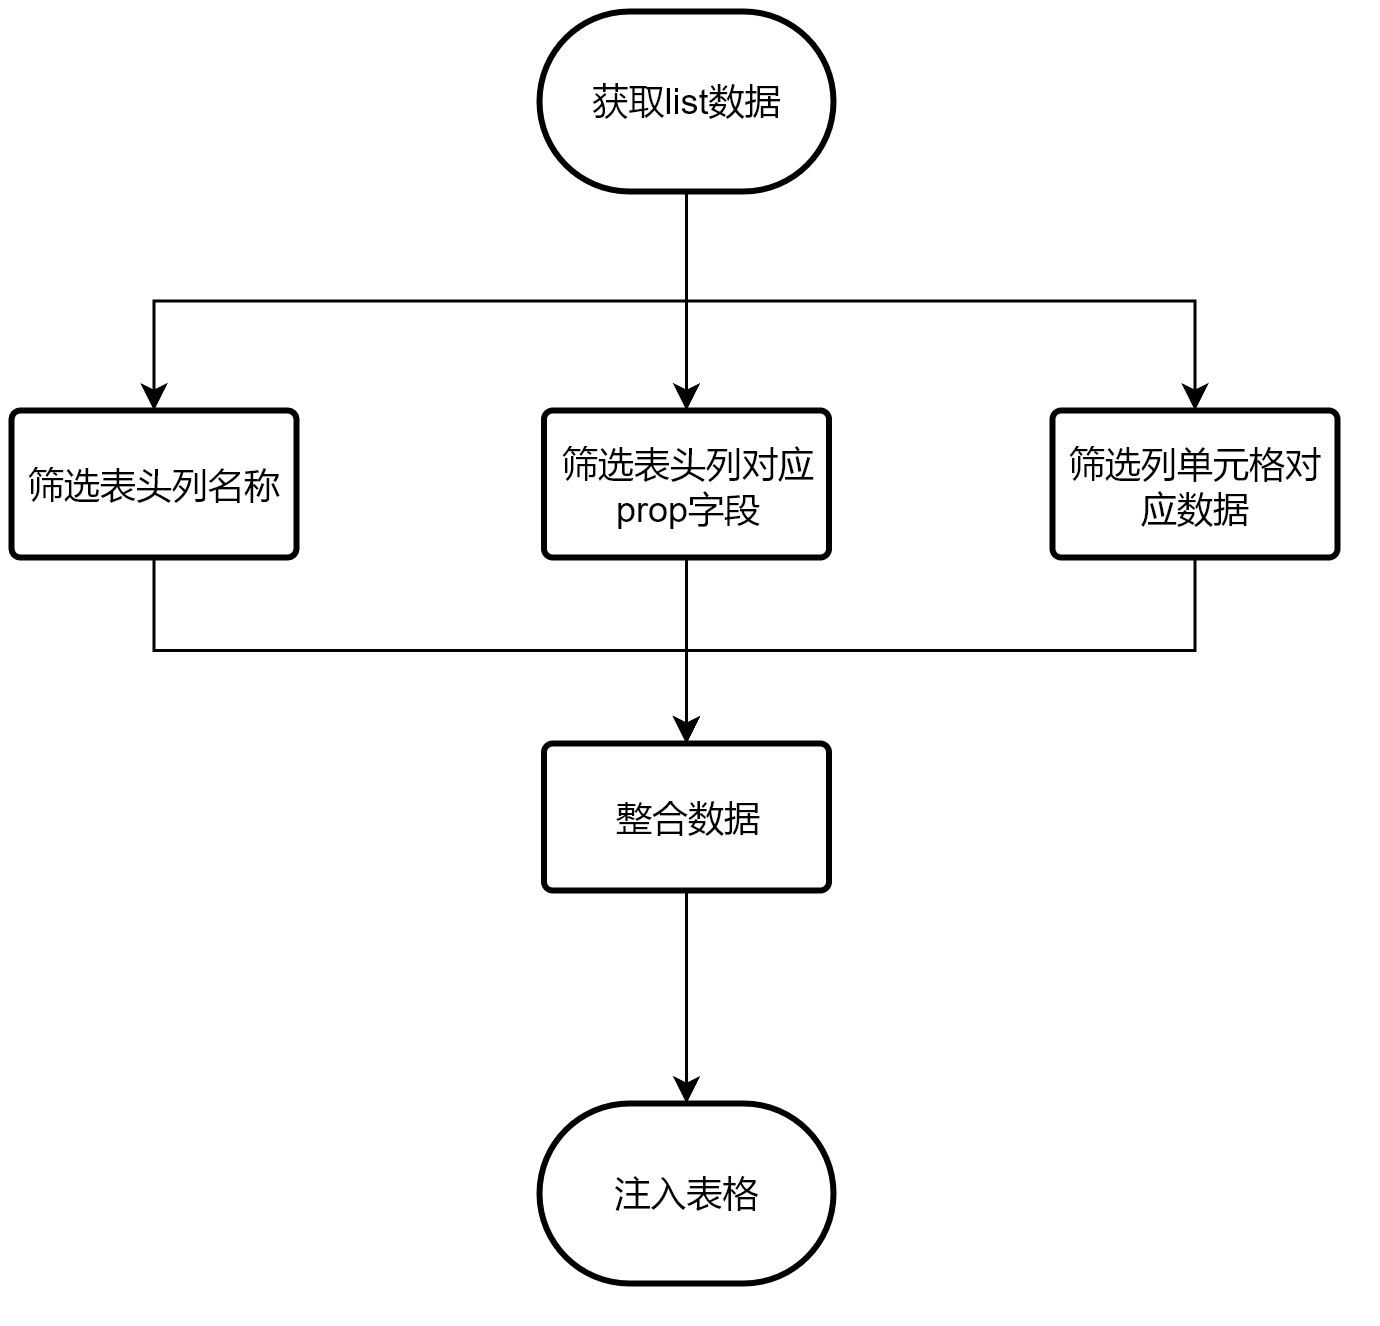 获取list数据
筛选表头列名称
筛选表头列对应
prop字段
筛选列单元格对
应数据
整合数据
注入表格